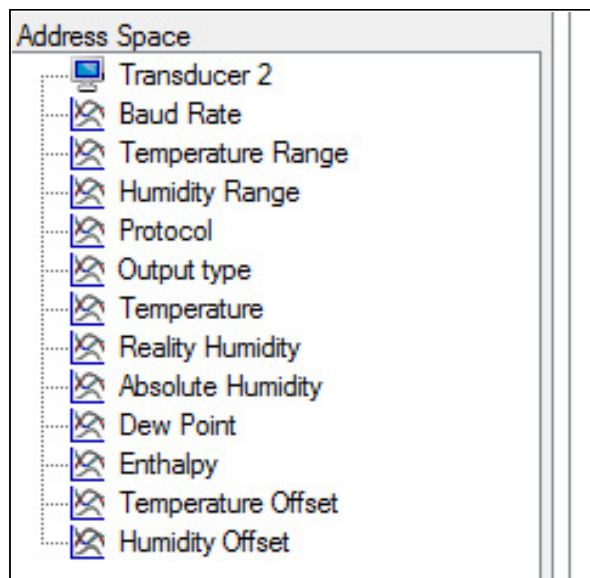 Address Space
Transducer 2
Baud Rate
Temperature Range
Humidity Range
Protocol
Output type
Temperature
Reality Humidity
Absolute Humidity
Dew Point
Enthalpy
Temperature Offset
Humidity Offset